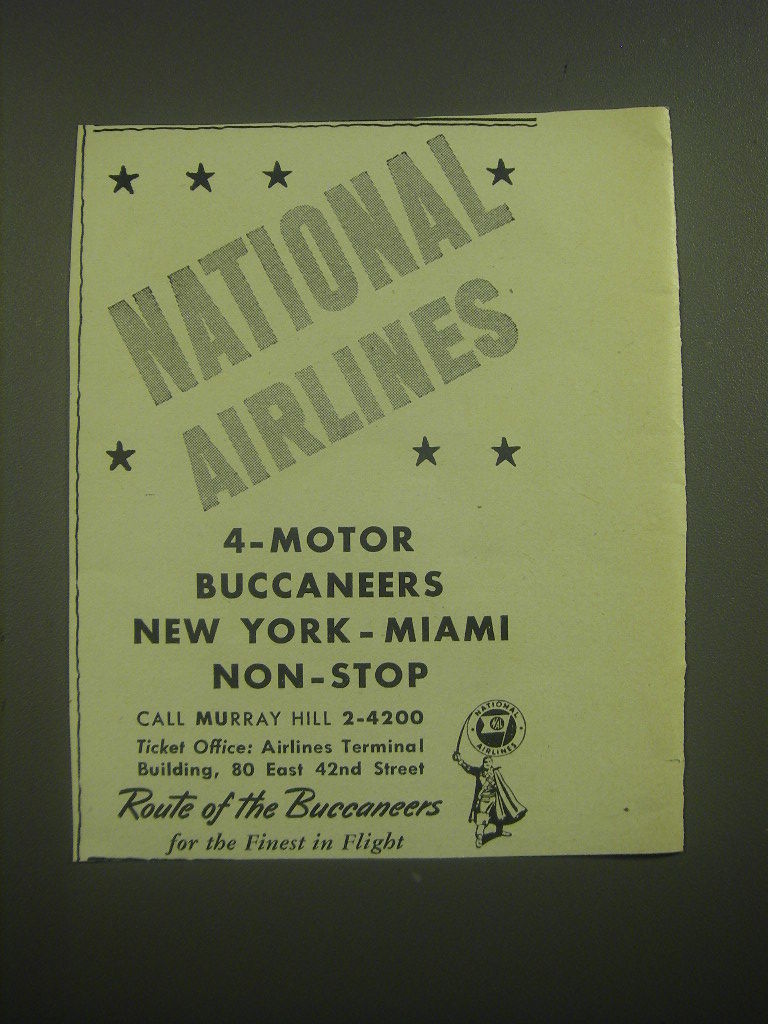 NATIONAL
AIRLINES
4-MOTOR
BUCCANEERS
NEW YORK - MIAMI
NON-STOP
CALL MURRAY HILL 2-4200
Ticket Office: Airlines Terminal
Building, 80 East 42nd Street
Route of the Buccaneers
for the Finest in Flight
NATIONAL
NAL
AIRLINES